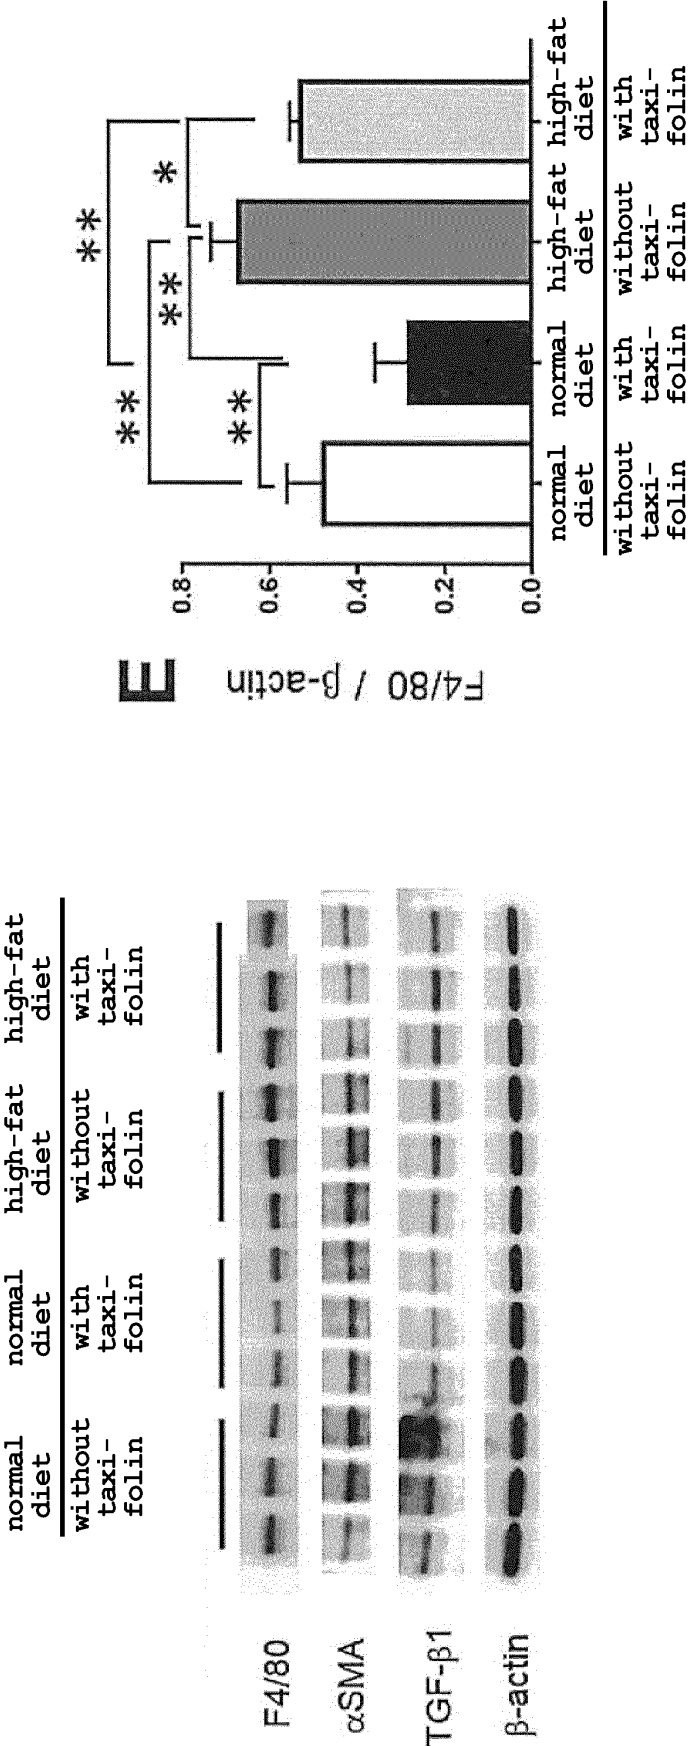 normal normal high-fat high-fat
diet diet diet diet
without with without with
taxi- taxi- taxi- taxi-
folin folin folin folin
F4/80
αSMA
TGF-β1
β-actin
E
F4/80 / β-actin
**
**
**
*
**
0.8
0.6
0.4
0.2
0.0
normal normal high-fat high-fat
diet diet diet diet
without with without with
taxi- taxi- taxi- taxi-
folin folin folin folin